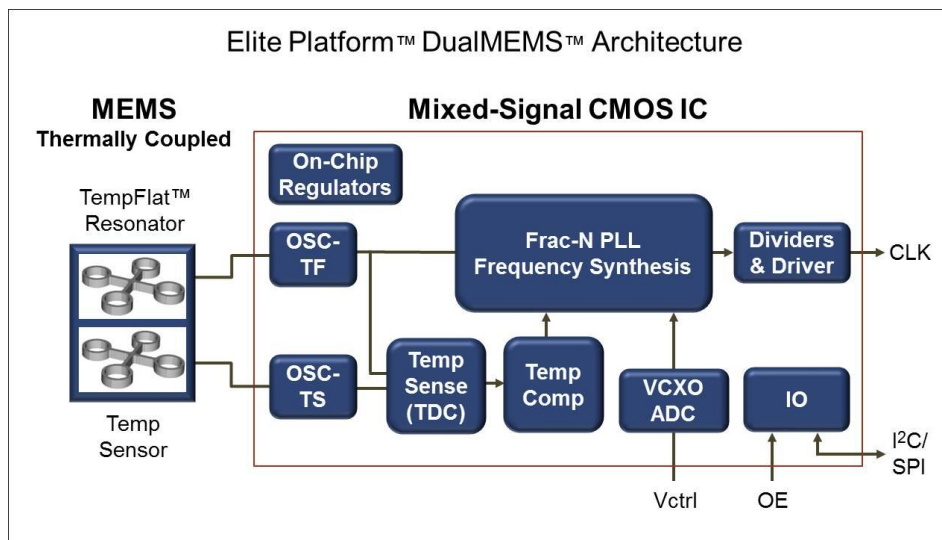 Elite Platform™ DualMEMS™ Architecture
MEMS
Thermally Coupled
Mixed-Signal CMOS IC
TempFlat™
Resonator
On-Chip
Regulators
OSC-
TF
Frac-N PLL
Frequency Synthesis
Dividers
& Driver
CLK
OSC-
TS
Temp
Sense
(TDC)
Temp
Comp
VCXO
ADC
IO
Temp
Sensor
I²C/
SPI
Vctrl
OE